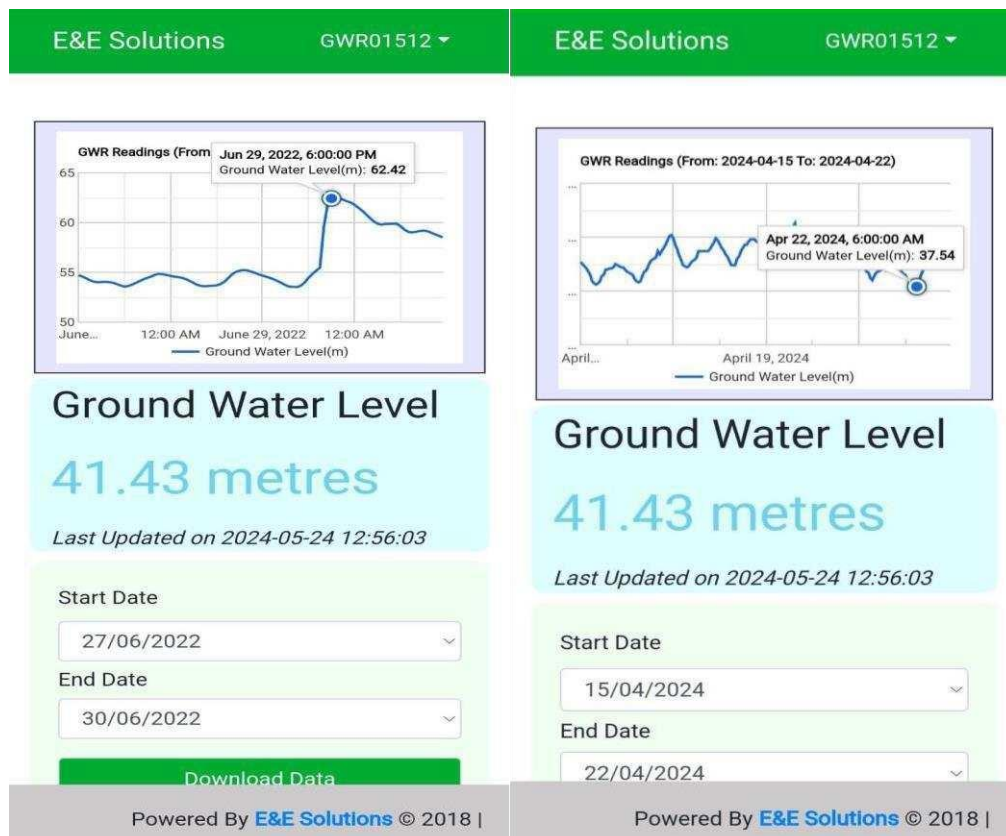 E&E Solutions GWR01512
GWR Readings (From
Jun 29, 2022, 6:00:00 PM
Ground Water Level(m): 62.42
65
60
55
50
June... 12:00 AM June 29, 2022 12:00 AM
Ground Water Level(m)
Ground Water Level
41.43 metres
Last Updated on 2024-05-24 12:56:03
Start Date
27/06/2022
End Date
30/06/2022
Download Data
Powered By E&E Solutions © 2018 |
E&E Solutions GWR01512
GWR Readings (From: 2024-04-15 To: 2024-04-22)
...
...
...
...
Apr 22, 2024, 6:00:00 AM
Ground Water Level(m): 37.54
April... April 19, 2024
Ground Water Level(m)
Ground Water Level
41.43 metres
Last Updated on 2024-05-24 12:56:03
Start Date
15/04/2024
End Date
22/04/2024
Powered By E&E Solutions © 2018 |